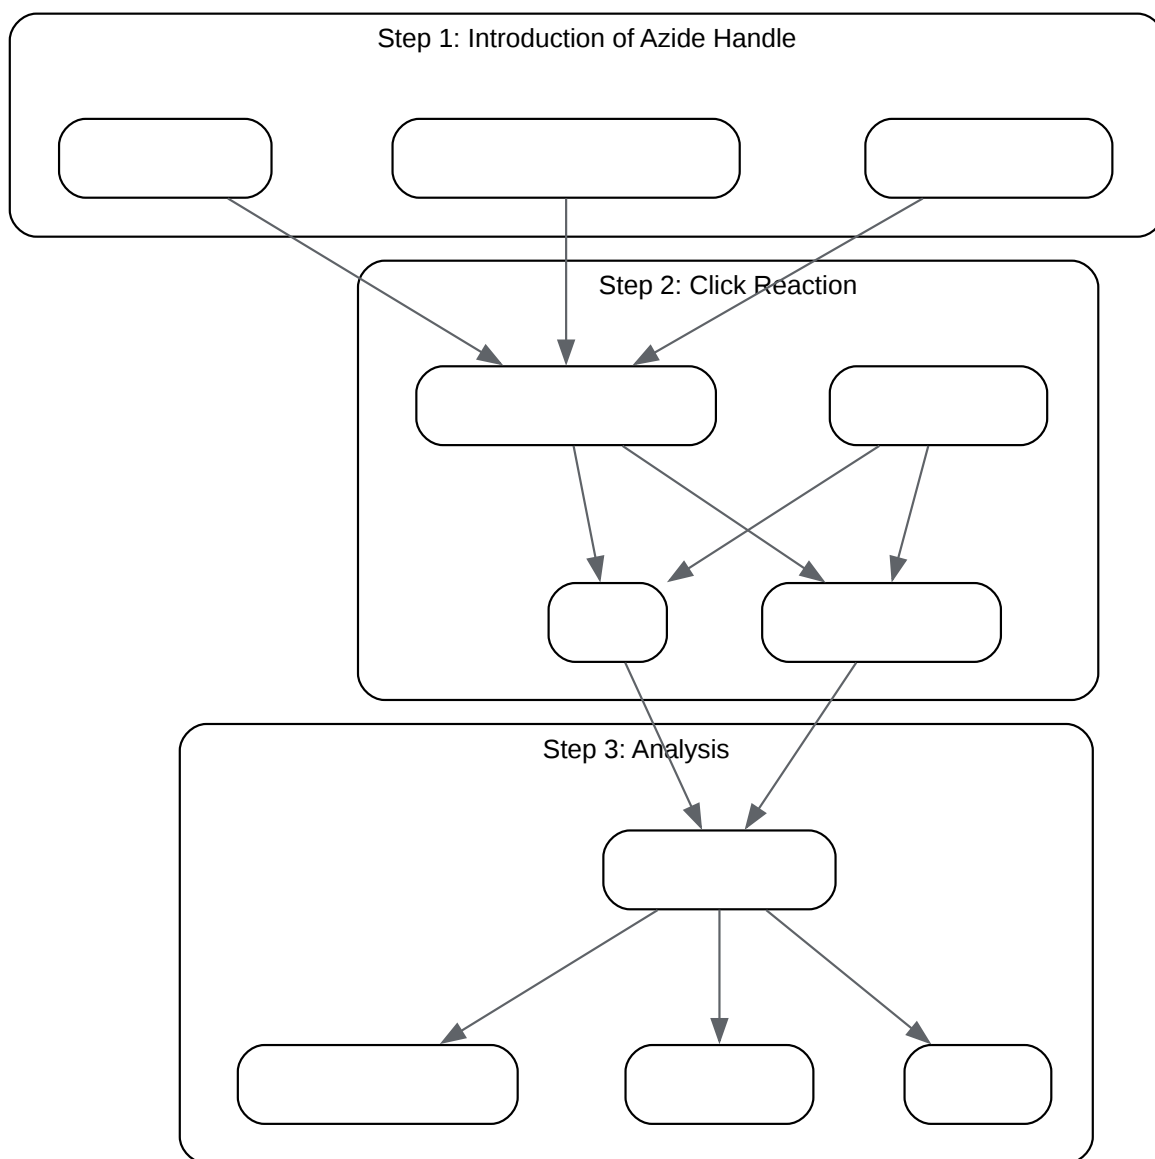 Step 1: Introduction of Azide Handle
Step 2: Click Reaction
Step 3: Analysis